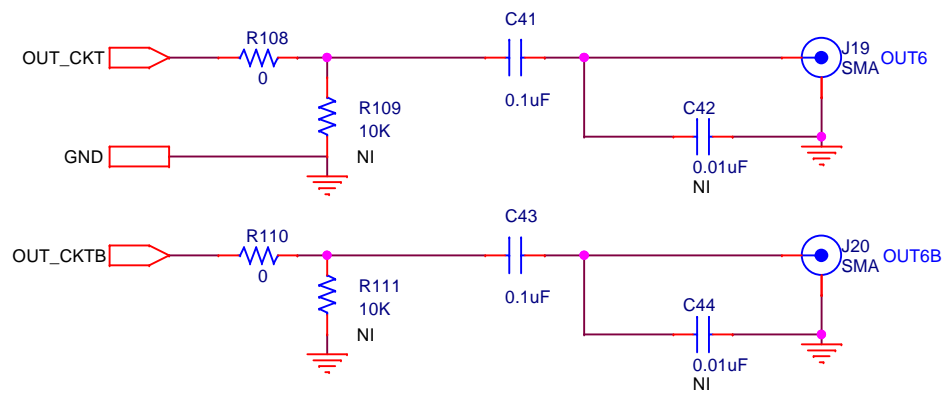 C41
R108
J19
OUT_CKT
OUT6
SMA
0
0.1uF
R109
C42
10K
GND
NI
0.01uF
NI
C43
R110
J20
OUT_CKTB
OUT6B
SMA
0
R111
0.1uF
C44
10K
NI
0.01uF
NI